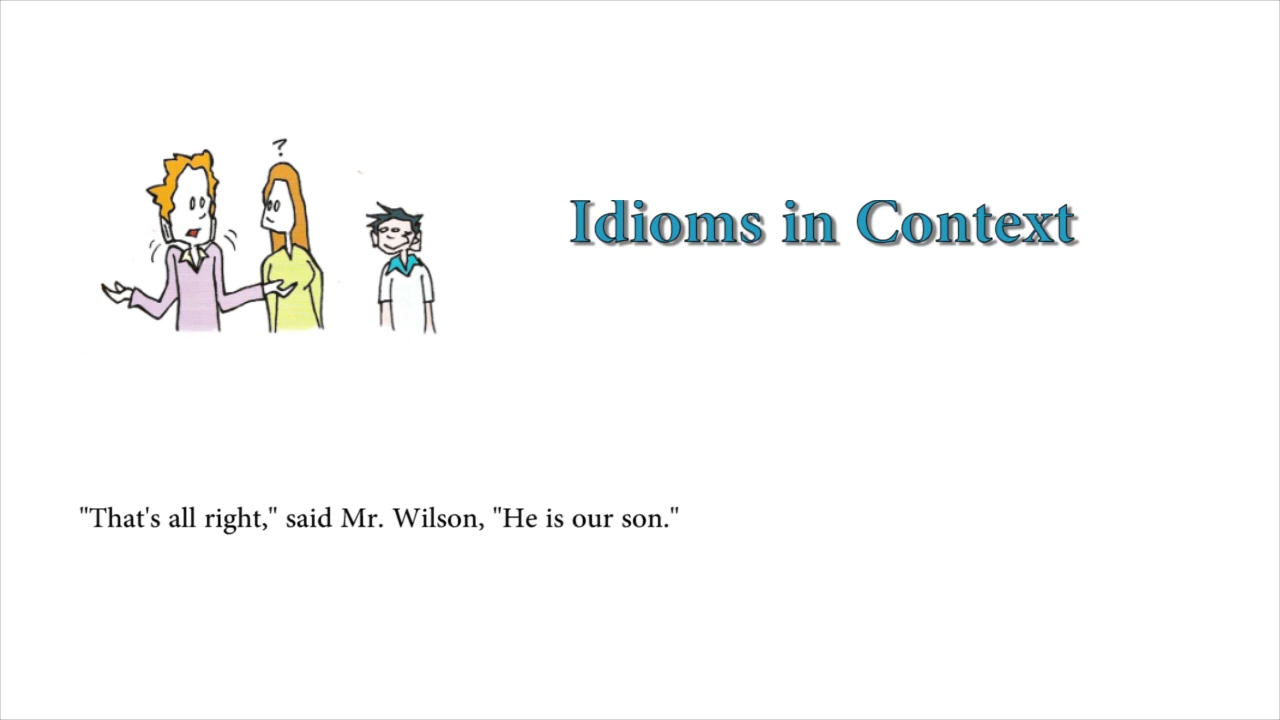 ?
Idioms in Context
"That's all right," said Mr. Wilson, "He is our son."